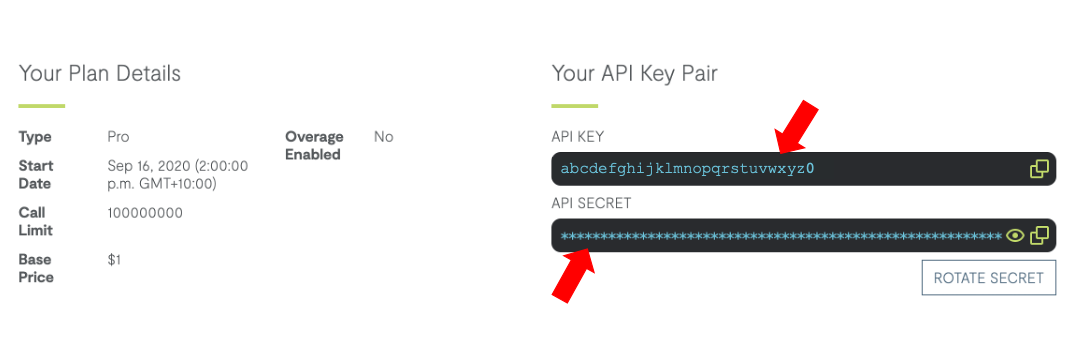 Your Plan Details
Type Pro
Overage Enabled No
Start Date Sep 16, 2020 (2:00:00 p.m. GMT+10:00)
Call Limit 100000000
Base Price $1
Your API Key Pair
API KEY
abcdefghijklmnopqrstuvwxyz0
API SECRET
********************************************************
ROTATE SECRET